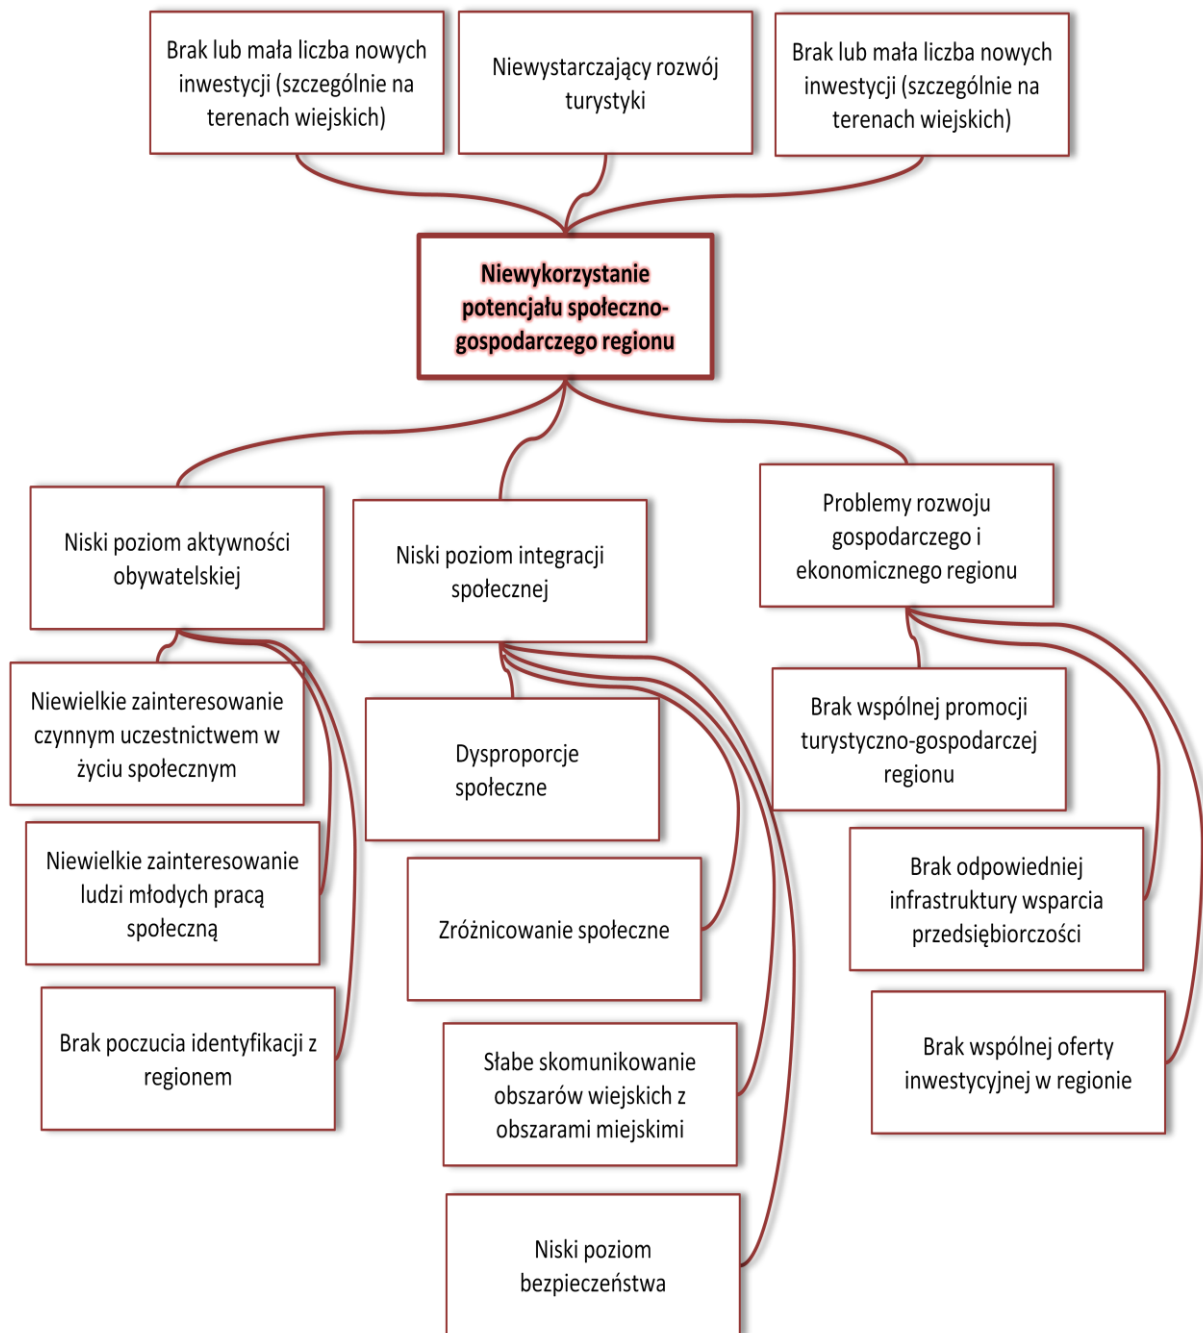 Brak lub mała liczba nowych
inwestycji (szczególnie na
terenach wiejskich)
Niewystarczający rozwój
turystyki
Brak lub mała liczba nowych
inwestycji (szczególnie na
terenach wiejskich)
Niewykorzystanie
potencjału społeczno-
gospodarczego regionu
Niski poziom aktywności
obywatelskiej
Niewielkie zainteresowanie
czynnym uczestnictwem w
życiu społecznym
Niewielkie zainteresowanie
ludzi młodych pracą
społeczną
Brak poczucia identyfikacji z
regionem
Niski poziom integracji
społecznej
Dysproporcje
społeczne
Zróżnicowanie społeczne
Słabe skomunikowanie
obszarów wiejskich z
obszarami miejskimi
Niski poziom
bezpieczeństwa
Problemy rozwoju
gospodarczego i
ekonomicznego regionu
Brak wspólnej promocji
turystyczno-gospodarczej
regionu
Brak odpowiedniej
infrastruktury wsparcia
przedsiębiorczości
Brak wspólnej oferty
inwestycyjnej w regionie